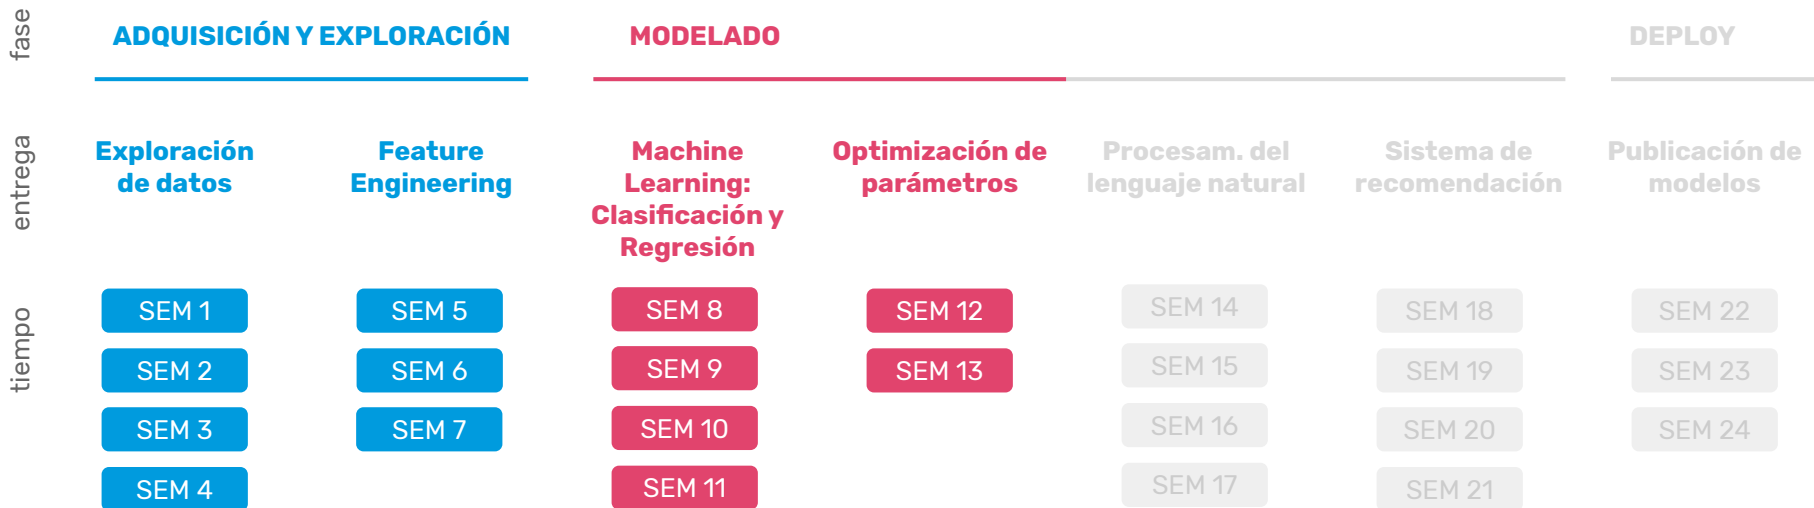 fase
ADQUISICIÓN Y EXPLORACIÓN
MODELADO
DEPLOY
entrega
Exploración
de datos
Feature
Engineering
Machine
Learning:
Clasificación y
Regresión
Optimización de
parámetros
Procesam. del
lenguaje natural
Sistema de
recomendación
Publicación de
modelos
tiempo
SEM 1
SEM 2
SEM 3
SEM 4
SEM 5
SEM 6
SEM 7
SEM 8
SEM 9
SEM 10
SEM 11
SEM 12
SEM 13
SEM 14
SEM 15
SEM 16
SEM 17
SEM 18
SEM 19
SEM 20
SEM 21
SEM 22
SEM 23
SEM 24